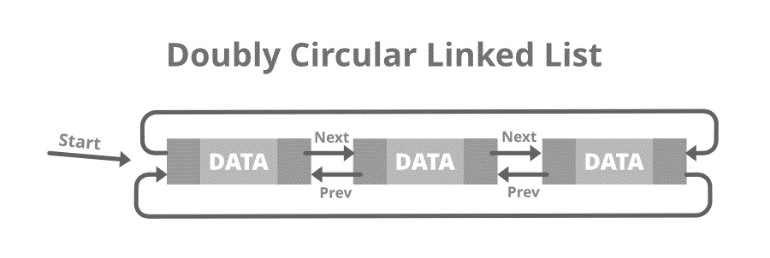 Doubly Circular Linked List
Start
Next
Next
DATA
DATA
DATA
Prev
Prev